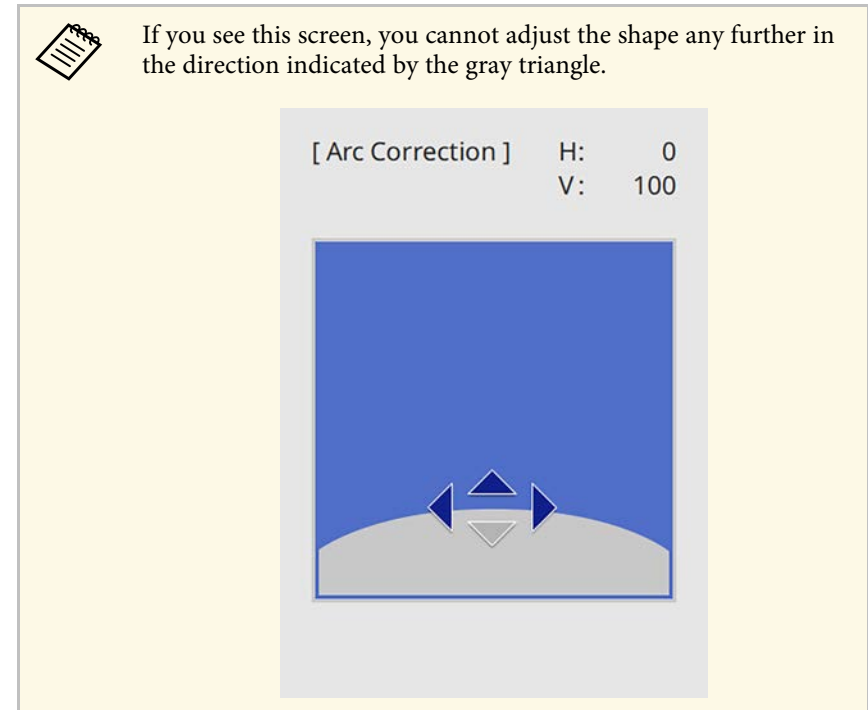 If you see this screen, you cannot adjust the shape any further in
the direction indicated by the gray triangle.
[ Arc Correction ] H: 0
V: 100